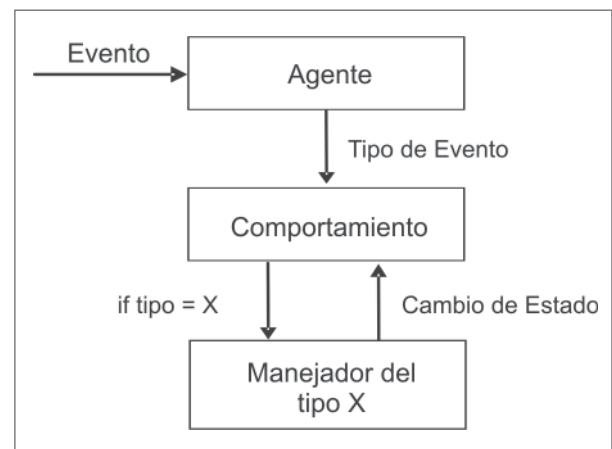 Evento
Agente
Tipo de Evento
Comportamiento
if tipo = X
Cambio de Estado
Manejador del
tipo X